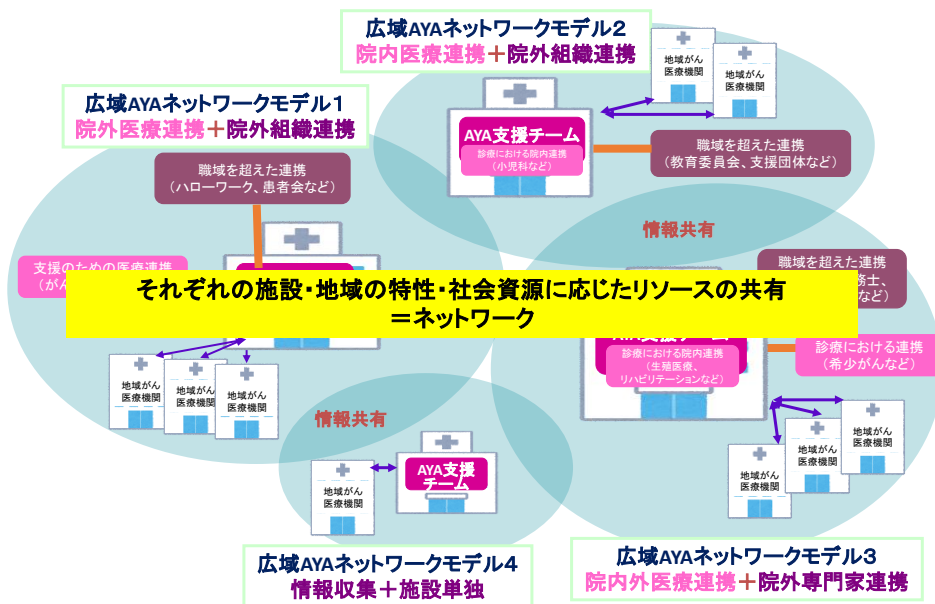 広域AYAネットワークモデル2
院内医療連携+院外組織連携
地域がん
医療機関
地域がん
医療機関
AYA支援チーム
診療における院内連携
(小児科など)
職域を超えた連携
(教育委員会、支援団体など)
広域AYAネットワークモデル1
院外医療連携+院外組織連携
職域を超えた連携
(ハローワーク、患者会など)
支援のための医療連携
(がん
地域がん
医療機関
地域がん
医療機関
地域がん
医療機関
情報共有
職域を超えた連携
務士、
など)
それぞれの施設・地域の特性・社会資源に応じたリソースの共有
=ネットワーク
AYA支援チーム
診療における院内連携
(生殖医療、
リハビリテーションなど)
診療における連携
(希少がんなど)
地域がん
医療機関
地域がん
医療機関
地域がん
医療機関
情報共有
地域がん
医療機関
AYA支援
チーム
広域AYAネットワークモデル4
情報収集+施設単独
広域AYAネットワークモデル3
院内外医療連携+院外専門家連携